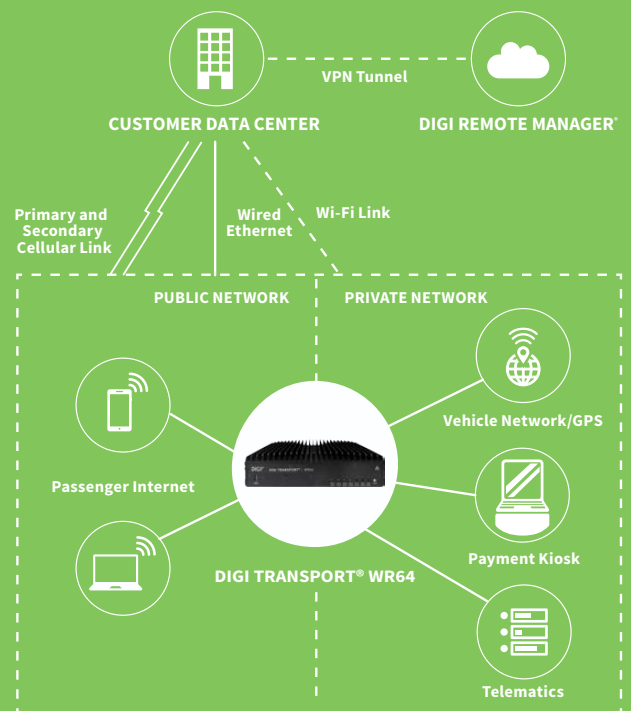 VPN Tunnel
CUSTOMER DATA CENTER
DIGI REMOTE MANAGER®
Primary and
Secondary
Cellular Link
Wired
Ethernet
Wi-Fi Link
PUBLIC NETWORK
PRIVATE NETWORK
Vehicle Network/GPS
Passenger Internet
DIGI
Payment Kiosk
DIGI TRANSPORT® WR64
Telematics